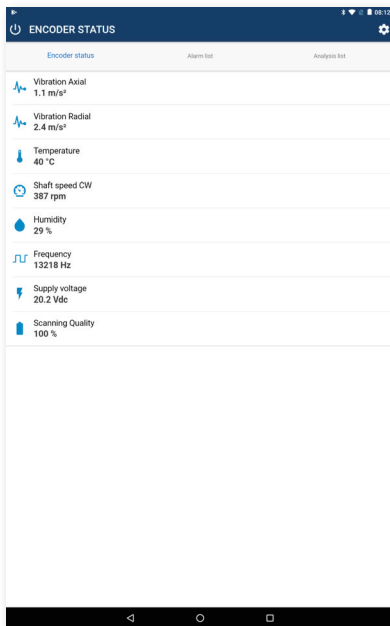 08:12
ENCODER STATUS
Encoder status
Alarm list
Analysis list
Vibration Axial
1.1 m/s²
Vibration Radial
2.4 m/s²
Temperature
40 °C
Shaft speed CW
387 rpm
Humidity
29 %
Frequency
13218 Hz
Supply voltage
20.2 Vdc
Scanning Quality
100 %